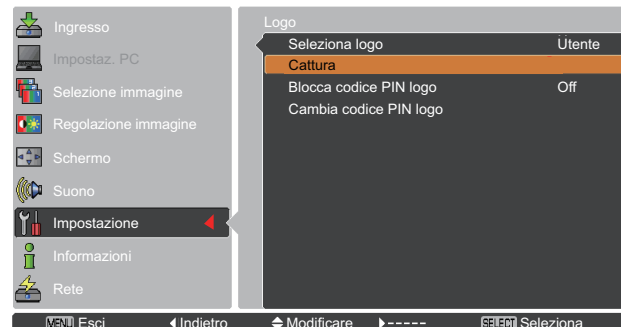 Ingresso
Impostaz. PC
Selezione immagine
Regolazione immagine
Schermo
Suono
Impostazione
Informazioni
Rete
Logo
Seleziona logo Utente
Cattura
Blocca codice PIN logo Off
Cambia codice PIN logo
MENU Esci Indietro Modificare ----- SELECT Seleziona